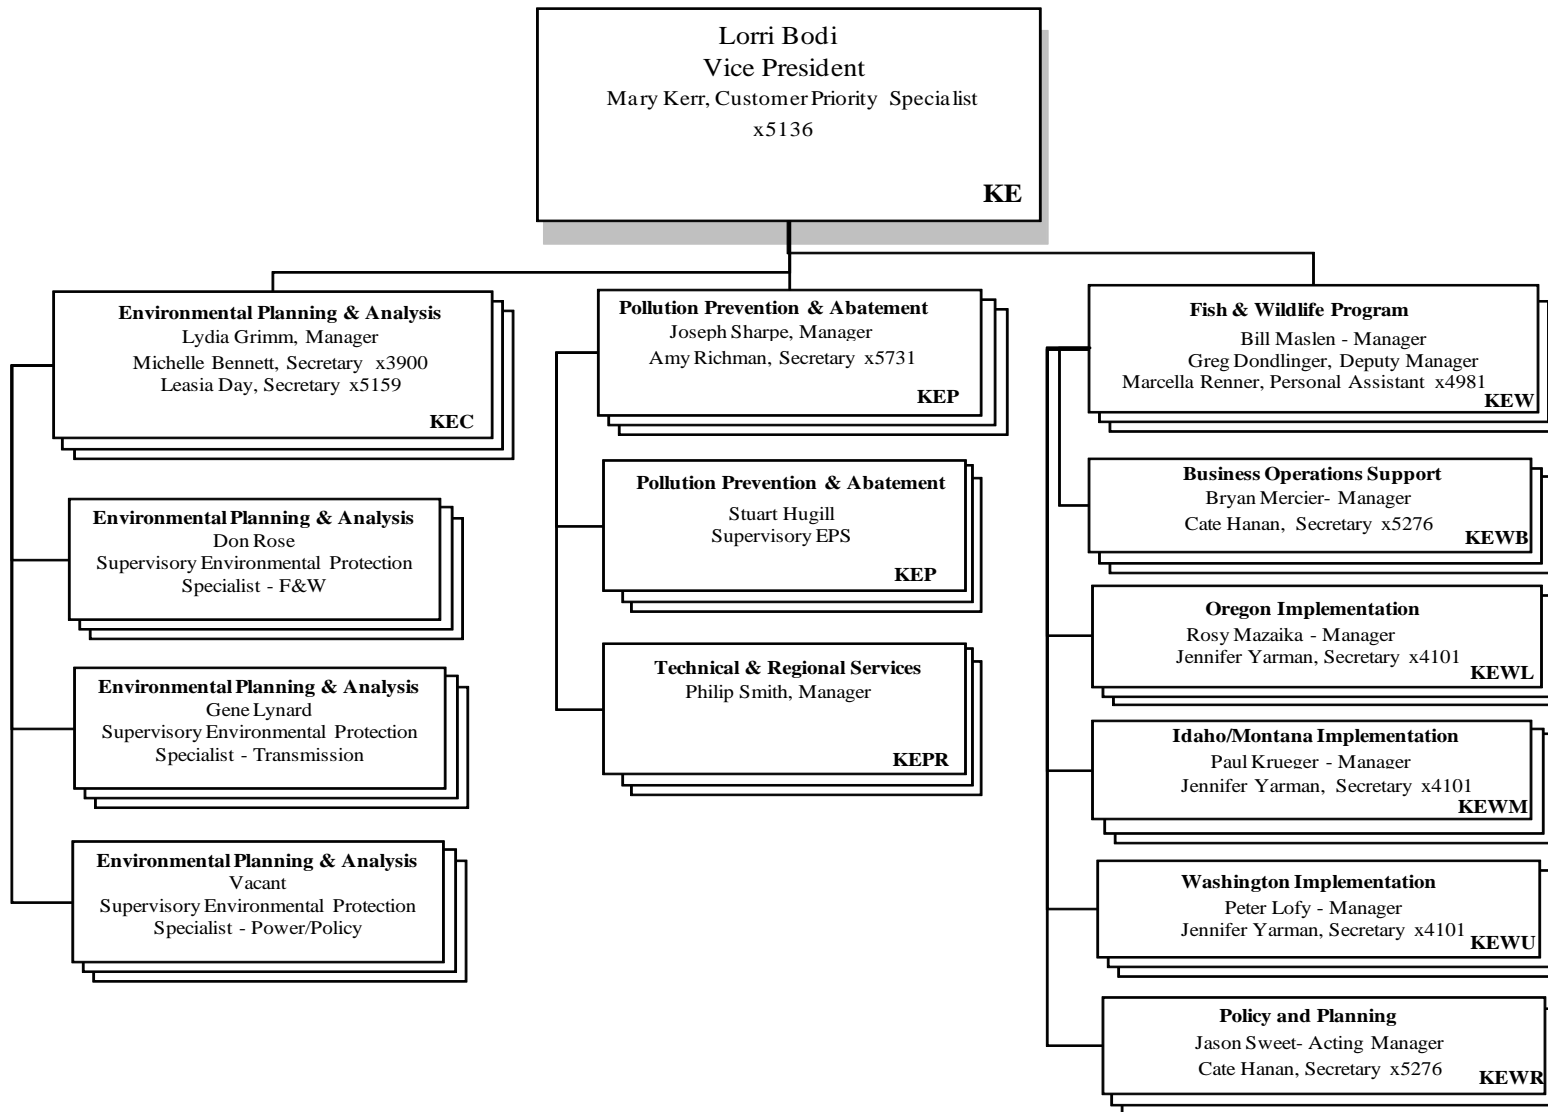 Lorri Bodi
Vice President
Mary Kerr, Customer Priority Specialist
x5136
KE
Environmental Planning & Analysis
Lydia Grimm, Manager
Michelle Bennett, Secretary x3900
Leasia Day, Secretary x5159
KEC
Environmental Planning & Analysis
Don Rose
Supervisory Environmental Protection
Specialist - F&W
Environmental Planning & Analysis
Gene Lynard
Supervisory Environmental Protection
Specialist - Transmission
Environmental Planning & Analysis
Vacant
Supervisory Environmental Protection
Specialist - Power/Policy
Pollution Prevention & Abatement
Joseph Sharpe, Manager
Amy Richman, Secretary x5731
KEP
Pollution Prevention & Abatement
Stuart Hugill
Supervisory EPS
KEP
Technical & Regional Services
Philip Smith, Manager
KEPR
Fish & Wildlife Program
Bill Maslen - Manager
Greg Dondlinger, Deputy Manager
Marcella Renner, Personal Assistant x4981
KEW
Business Operations Support
Bryan Mercier- Manager
Cate Hanan, Secretary x5276
KEWB
Oregon Implementation
Rosy Mazaika - Manager
Jennifer Yarman, Secretary x4101
KEWL
Idaho/Montana Implementation
Paul Krueger - Manager
Jennifer Yarman, Secretary x4101
KEWM
Washington Implementation
Peter Lofy - Manager
Jennifer Yarman, Secretary x4101
KEWU
Policy and Planning
Jason Sweet- Acting Manager
Cate Hanan, Secretary x5276
KEWR